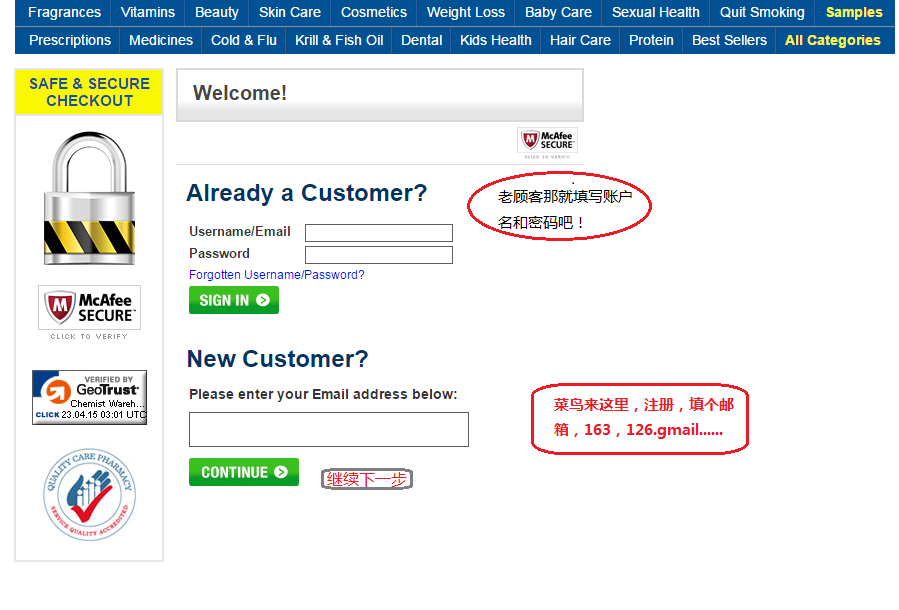 Fragrances Vitamins Beauty Skin Care Cosmetics Weight Loss Baby Care Sexual Health Quit Smoking Samples
Prescriptions Medicines Cold & Flu Krill & Fish Oil Dental Kids Health Hair Care Protein Best Sellers All Categories
SAFE & SECURE
CHECKOUT
McAfee
SECURE™
CLICK TO VERIFY
VERIFIED BY
GeoTrust
Chemist Wareh...
CLICK 23.04.15 03:01 UTC
QUALITY CARE PHARMACY
SERVICE QUALITY ACCREDITED
Welcome!
McAfee
SECURE™
CLICK TO VERIFY
Already a Customer?
老顾客那就填写账户
名和密码吧！
Username/Email
Password
Forgotten Username/Password?
SIGN IN
New Customer?
Please enter your Email address below:
菜鸟来这里，注册，填个邮
箱，163，126.gmail......
CONTINUE
继续下一步